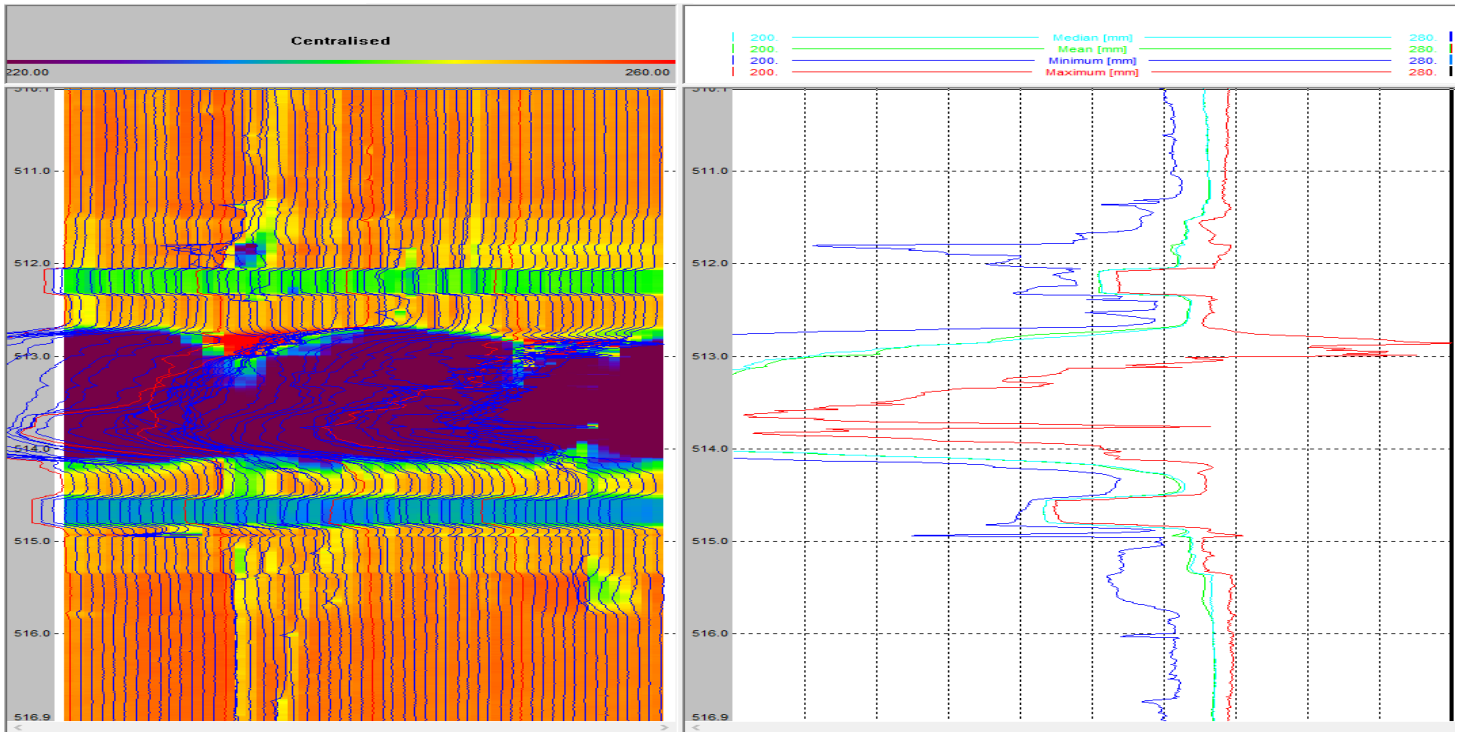 Centralised
220.00 260.00
200. Median [mm] 280.
200. Mean [mm] 280.
200. Minimum [mm] 280.
200. Maximum [mm] 280.
511.0 511.0
512.0 512.0
513.0 513.0
514.0 514.0
515.0 515.0
516.0 516.0
516.9 516.9